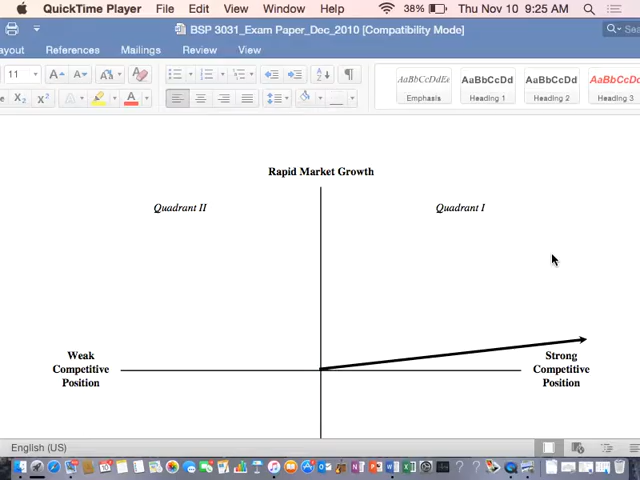 QuickTime Player File Edit View Window Help 38% Thu Nov 10 9:25 AM
BSP 3031_Exam Paper_Dec_2010 [Compatibility Mode]
ayout References Mailings Review View
11 AaBbCcDdEe AaBbCcDd AaBbCcDd AaBbCcD
Emphasis Heading 1 Heading 2 Heading 3
Rapid Market Growth
Quadrant II Quadrant I
Weak
Competitive
Position
Strong
Competitive
Position
English (US)